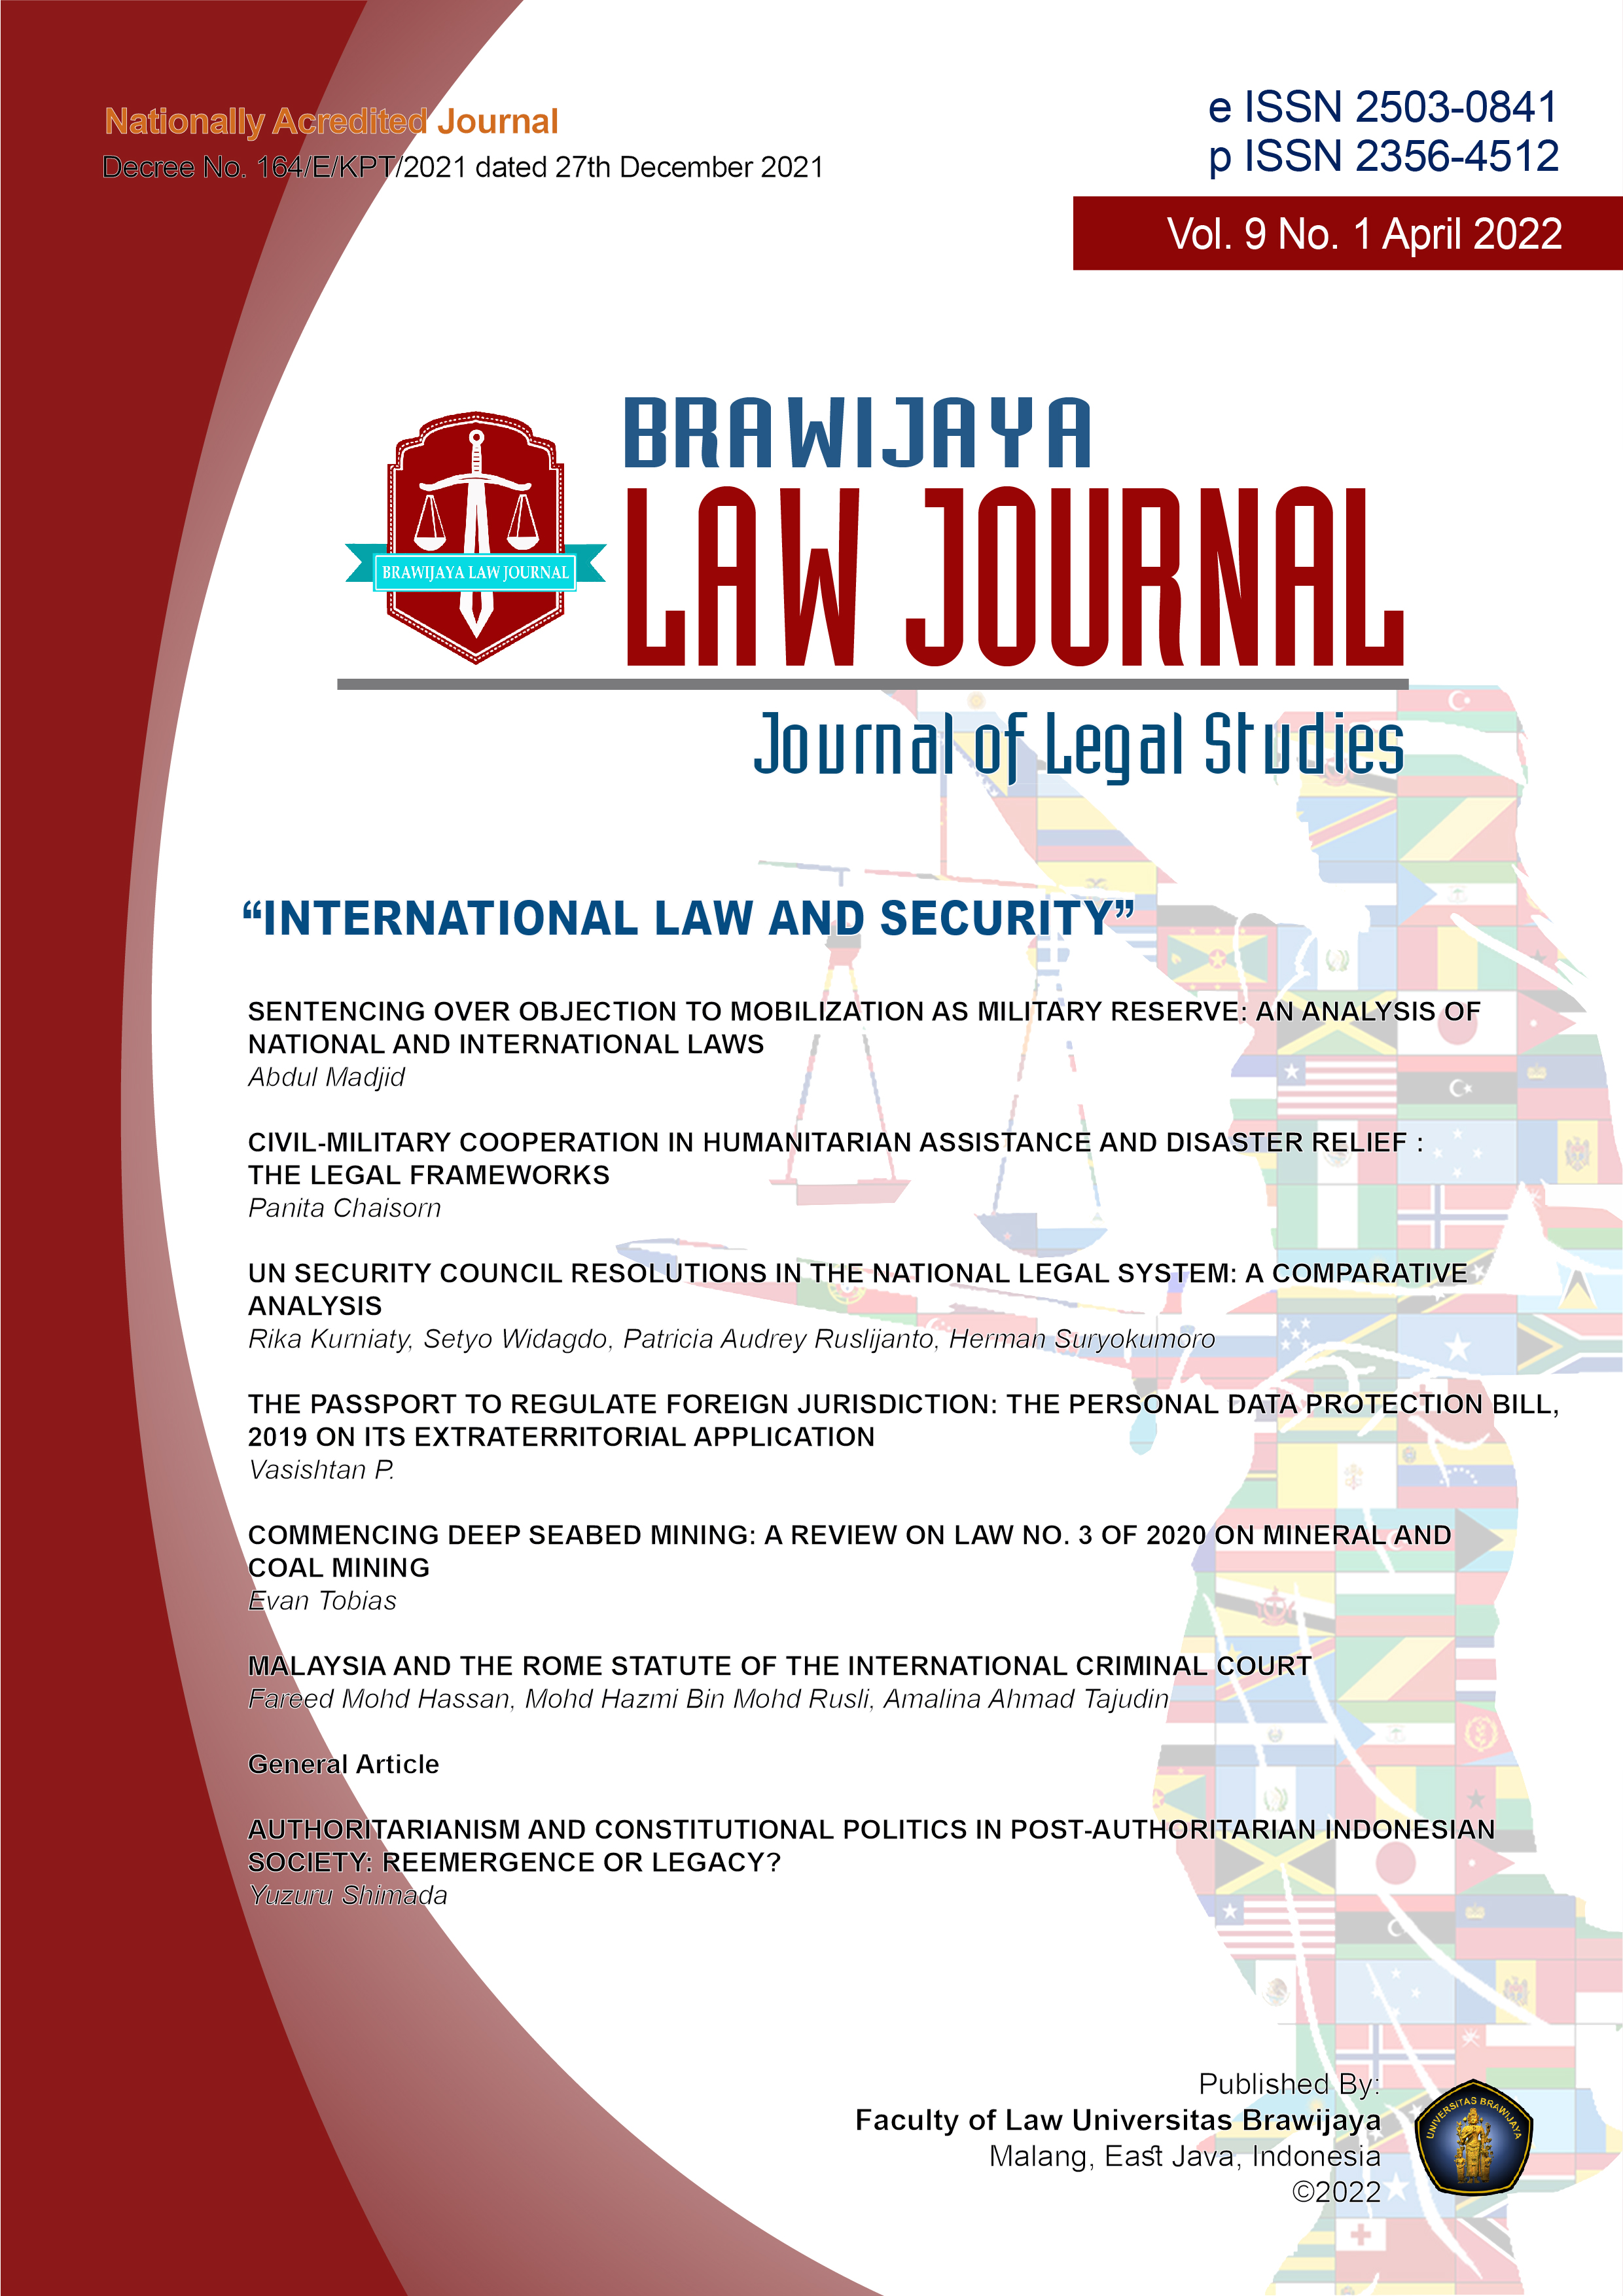 Nationally Acredited Journal
Decree No. 164/E/KPT/2021 dated 27th December 2021
e ISSN 2503-0841
p ISSN 2356-4512
Vol. 9 No. 1 April 2022
BRAWIJAYA
LAW JOURNAL
BRAWIJAYA LAW JOURNAL
Journal of Legal Studies
“INTERNATIONAL LAW AND SECURITY”
SENTENCING OVER OBJECTION TO MOBILIZATION AS MILITARY RESERVE: AN ANALYSIS OF
NATIONAL AND INTERNATIONAL LAWS
Abdul Madjid
CIVIL-MILITARY COOPERATION IN HUMANITARIAN ASSISTANCE AND DISASTER RELIEF :
THE LEGAL FRAMEWORKS
Panita Chaisorn
UN SECURITY COUNCIL RESOLUTIONS IN THE NATIONAL LEGAL SYSTEM: A COMPARATIVE
ANALYSIS
Rika Kurniaty, Setyo Widagdo, Patricia Audrey Ruslijanto, Herman Suryokumoro
THE PASSPORT TO REGULATE FOREIGN JURISDICTION: THE PERSONAL DATA PROTECTION BILL,
2019 ON ITS EXTRATERRITORIAL APPLICATION
Vasishtan P.
COMMENCING DEEP SEABED MINING: A REVIEW ON LAW NO. 3 OF 2020 ON MINERAL AND
COAL MINING
Evan Tobias
MALAYSIA AND THE ROME STATUTE OF THE INTERNATIONAL CRIMINAL COURT
Fareed Mohd Hassan, Mohd Hazmi Bin Mohd Rusli, Amalina Ahmad Tajudin
General Article
AUTHORITARIANISM AND CONSTITUTIONAL POLITICS IN POST-AUTHORITARIAN INDONESIAN
SOCIETY: REEMERGENCE OR LEGACY?
Yuzuru Shimada
Published By:
Faculty of Law Universitas Brawijaya
Malang, East Java, Indonesia
©2022
UNIVERSITAS BRAWIJAYA